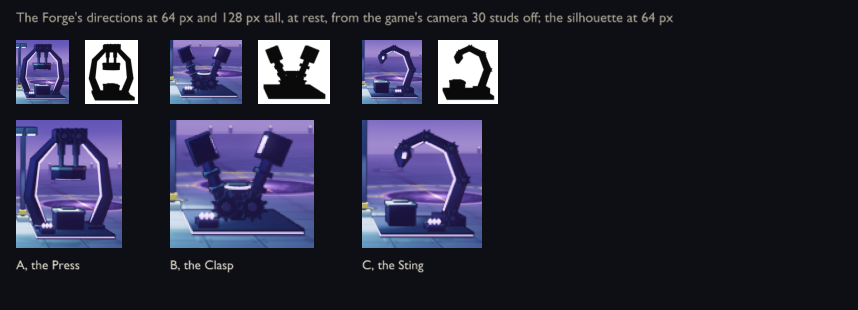 The Forge's directions at 64 px and 128 px tall, at rest, from the game's camera 30 studs off; the silhouette at 64 px
A, the Press
B, the Clasp
C, the Sting